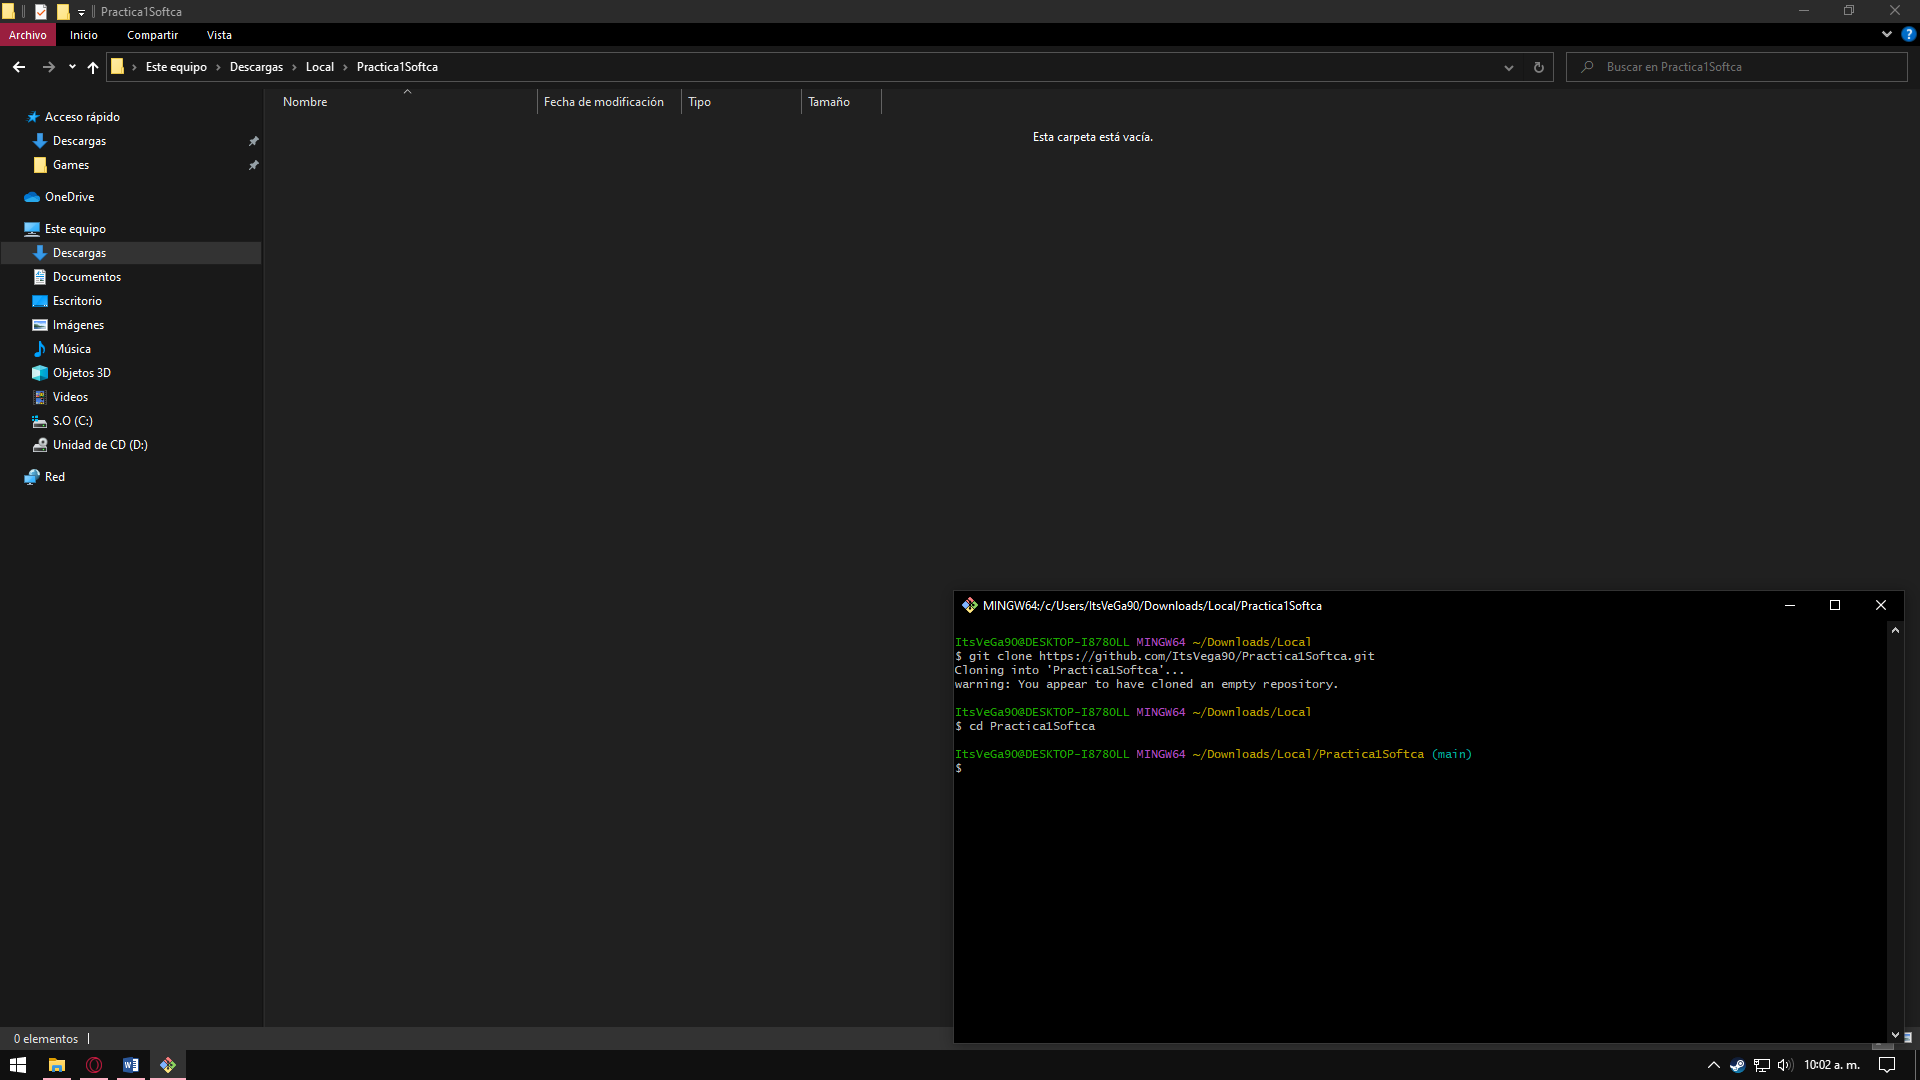 Practica1Softca
Archivo Inicio Compartir Vista
Este equipo Descargas Local Practica1Softca
Buscar en Practica1Softca
Nombre Fecha de modificación Tipo Tamaño
Esta carpeta está vacía.
Acceso rápido
Descargas
Games
OneDrive
Este equipo
Descargas
Documentos
Escritorio
Imágenes
Música
Objetos 3D
Videos
S.O (C:)
Unidad de CD (D:)
Red
MINGW64:/c/Users/ItsVeGa90/Downloads/Local/Practica1Softca
ItsVeGa90@DESKTOP-I878OLL MINGW64 ~/Downloads/Local
$ git clone https://github.com/ItsVega90/Practica1Softca.git
Cloning into 'Practica1Softca'...
warning: You appear to have cloned an empty repository.
ItsVeGa90@DESKTOP-I878OLL MINGW64 ~/Downloads/Local
$ cd Practica1Softca
ItsVeGa90@DESKTOP-I878OLL MINGW64 ~/Downloads/Local/Practica1Softca (main)
$
0 elementos
10:02 a. m.